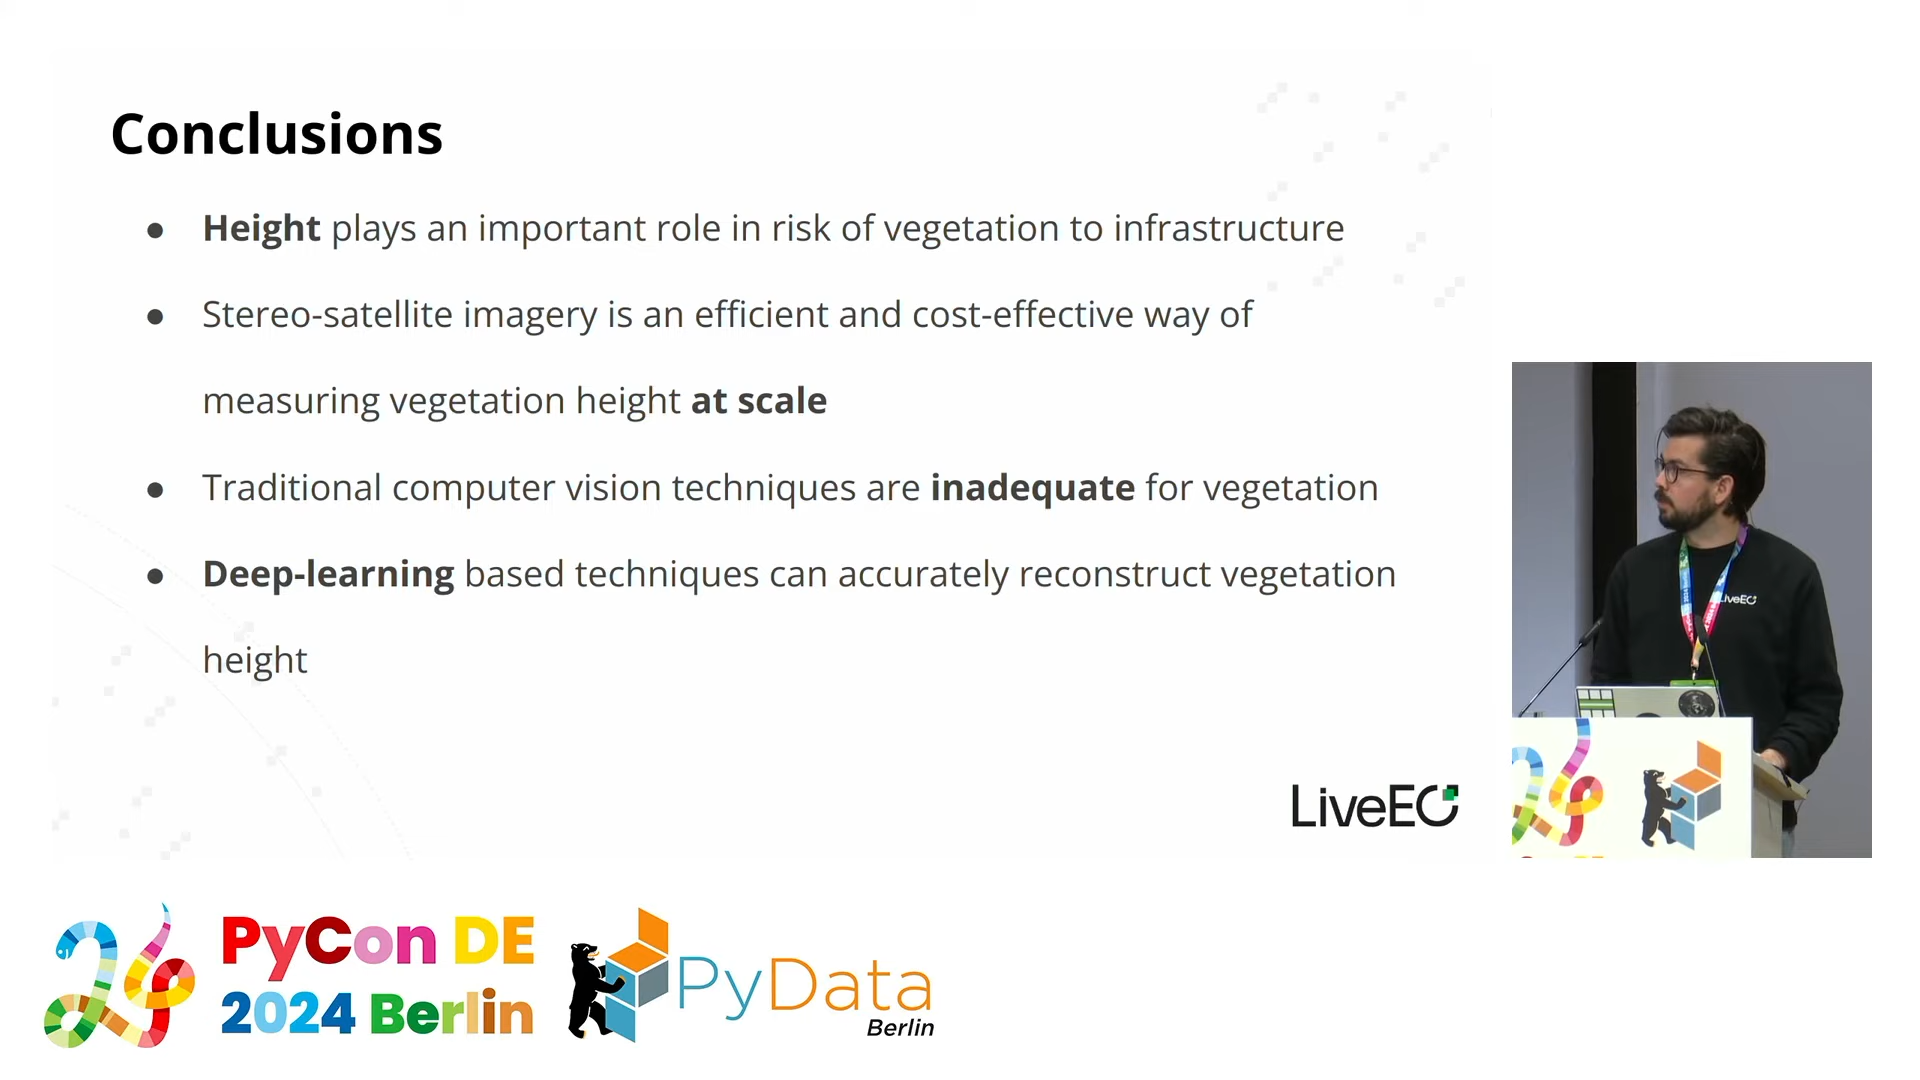 Conclusions
● Height plays an important role in risk of vegetation to infrastructure
● Stereo-satellite imagery is an efficient and cost-effective way of
measuring vegetation height at scale
● Traditional computer vision techniques are inadequate for vegetation
● Deep-learning based techniques can accurately reconstruct vegetation
height
LiveEO
LiveEO
PyCon DE
2024 Berlin
PyData
Berlin